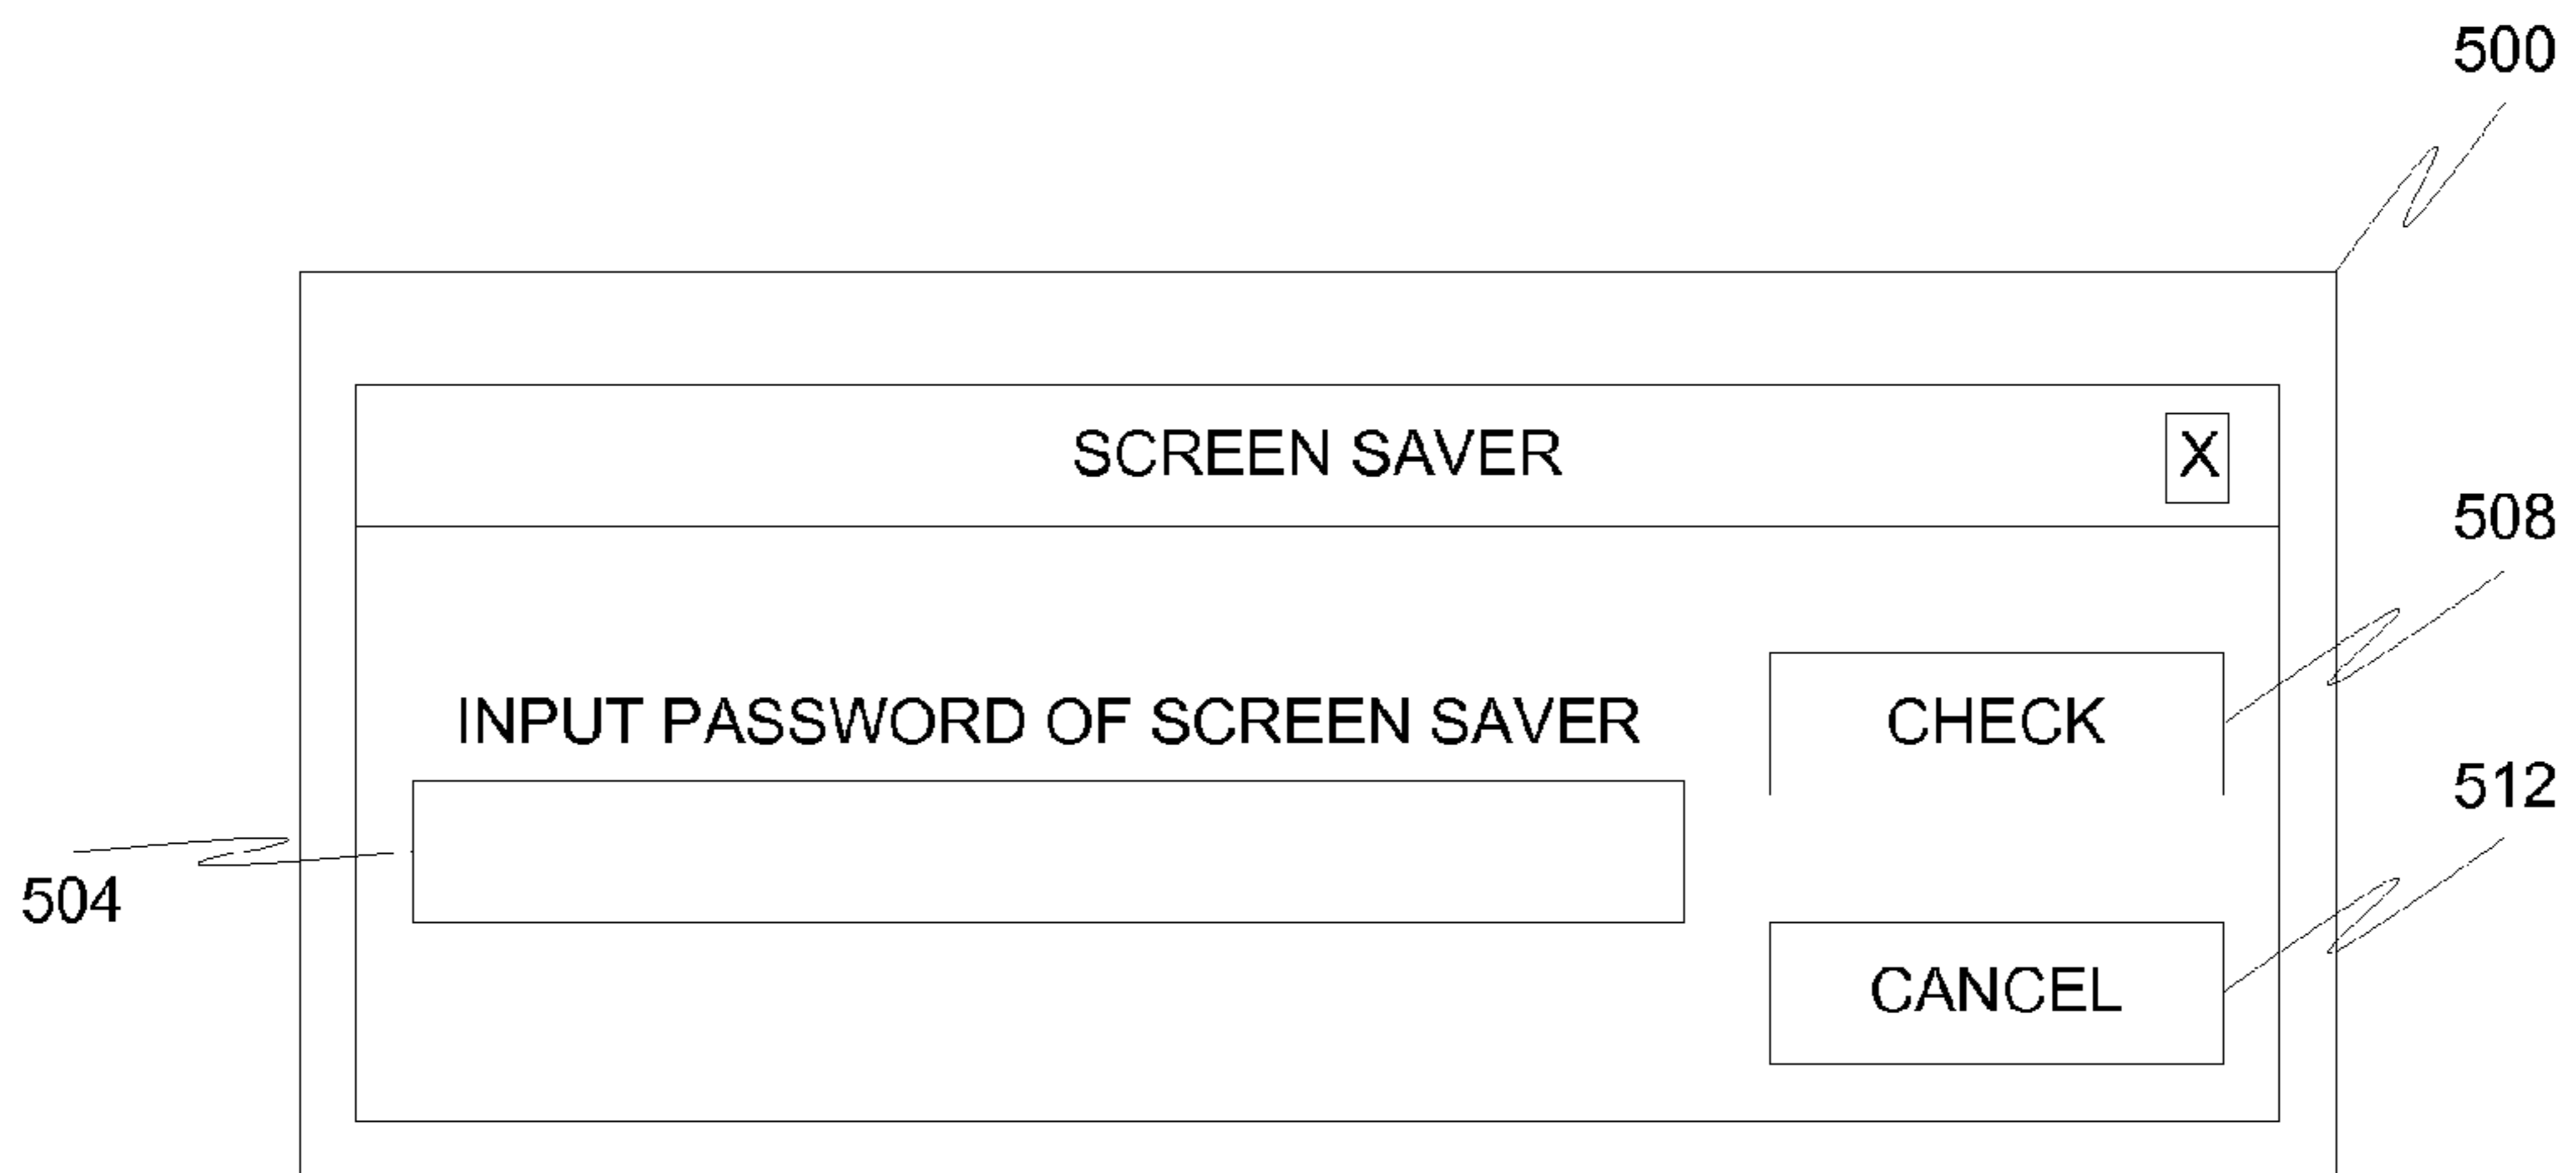 500
SCREEN SAVER X
508
INPUT PASSWORD OF SCREEN SAVER CHECK
512
504
CANCEL